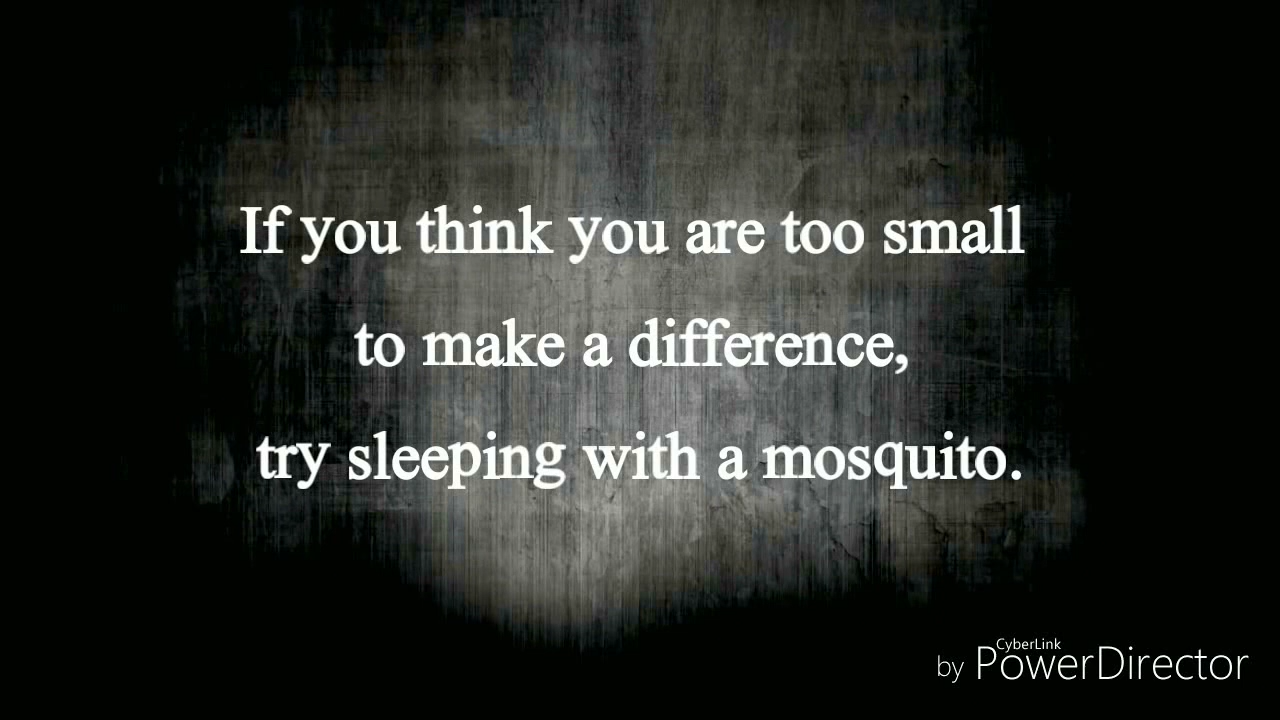 If you think you are too small
to make a difference,
try sleeping with a mosquito.
CyberLink
by PowerDirector